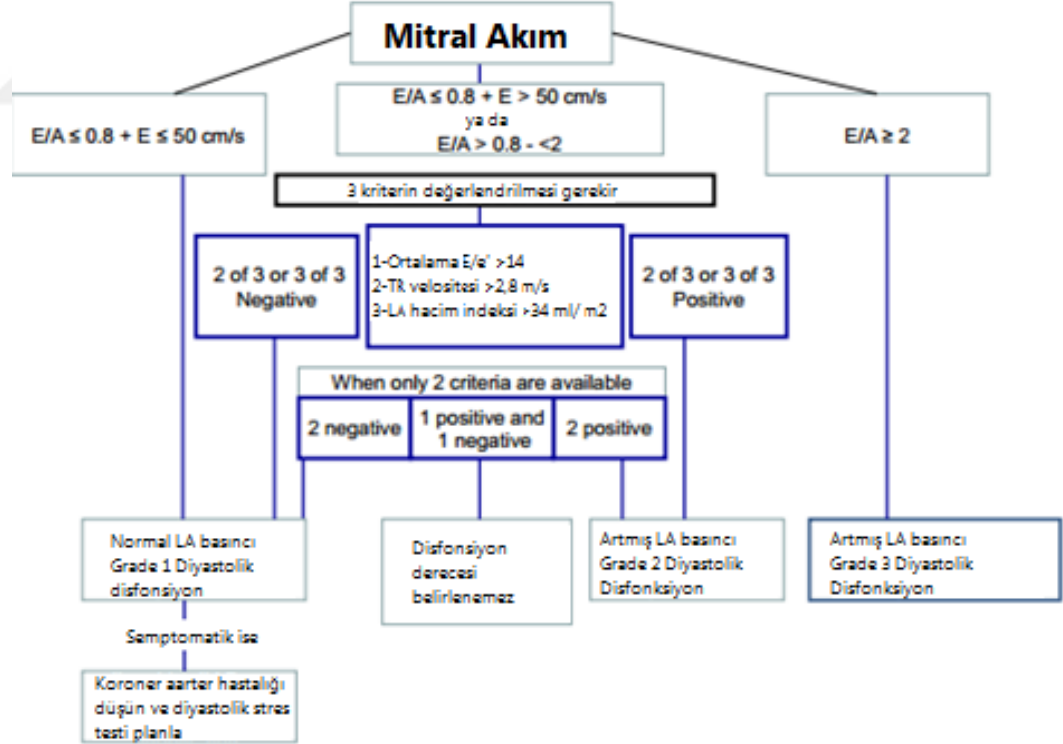 Mitral Akım
E/A ≤ 0.8 + E ≤ 50 cm/s
E/A ≤ 0.8 + E > 50 cm/s
ya da
E/A > 0.8 - <2
E/A ≥ 2
3 kriterin değerlendrilmesi gerekir
2 of 3 or 3 of 3
Negative
1-Ortalama E/e' >14
2-TR velositesi >2,8 m/s
3-LA hacim indeksi >34 ml/ m2
2 of 3 or 3 of 3
Positive
When only 2 criteria are available
2 negative
1 positive and
1 negative
2 positive
Normal LA basıncı
Grade 1 Diyastolik
disfonsiyon
Disfonsiyon
derecesi
belirlenemez
Artmış LA basıncı
Grade 2 Diyastolik
Disfonksiyon
Artmış LA basıncı
Grade 3 Diyastolik
Disfonksiyon
Semptomatik ise
Koroner aarter hastalığı
düşün ve diyastolik stres
testi planla